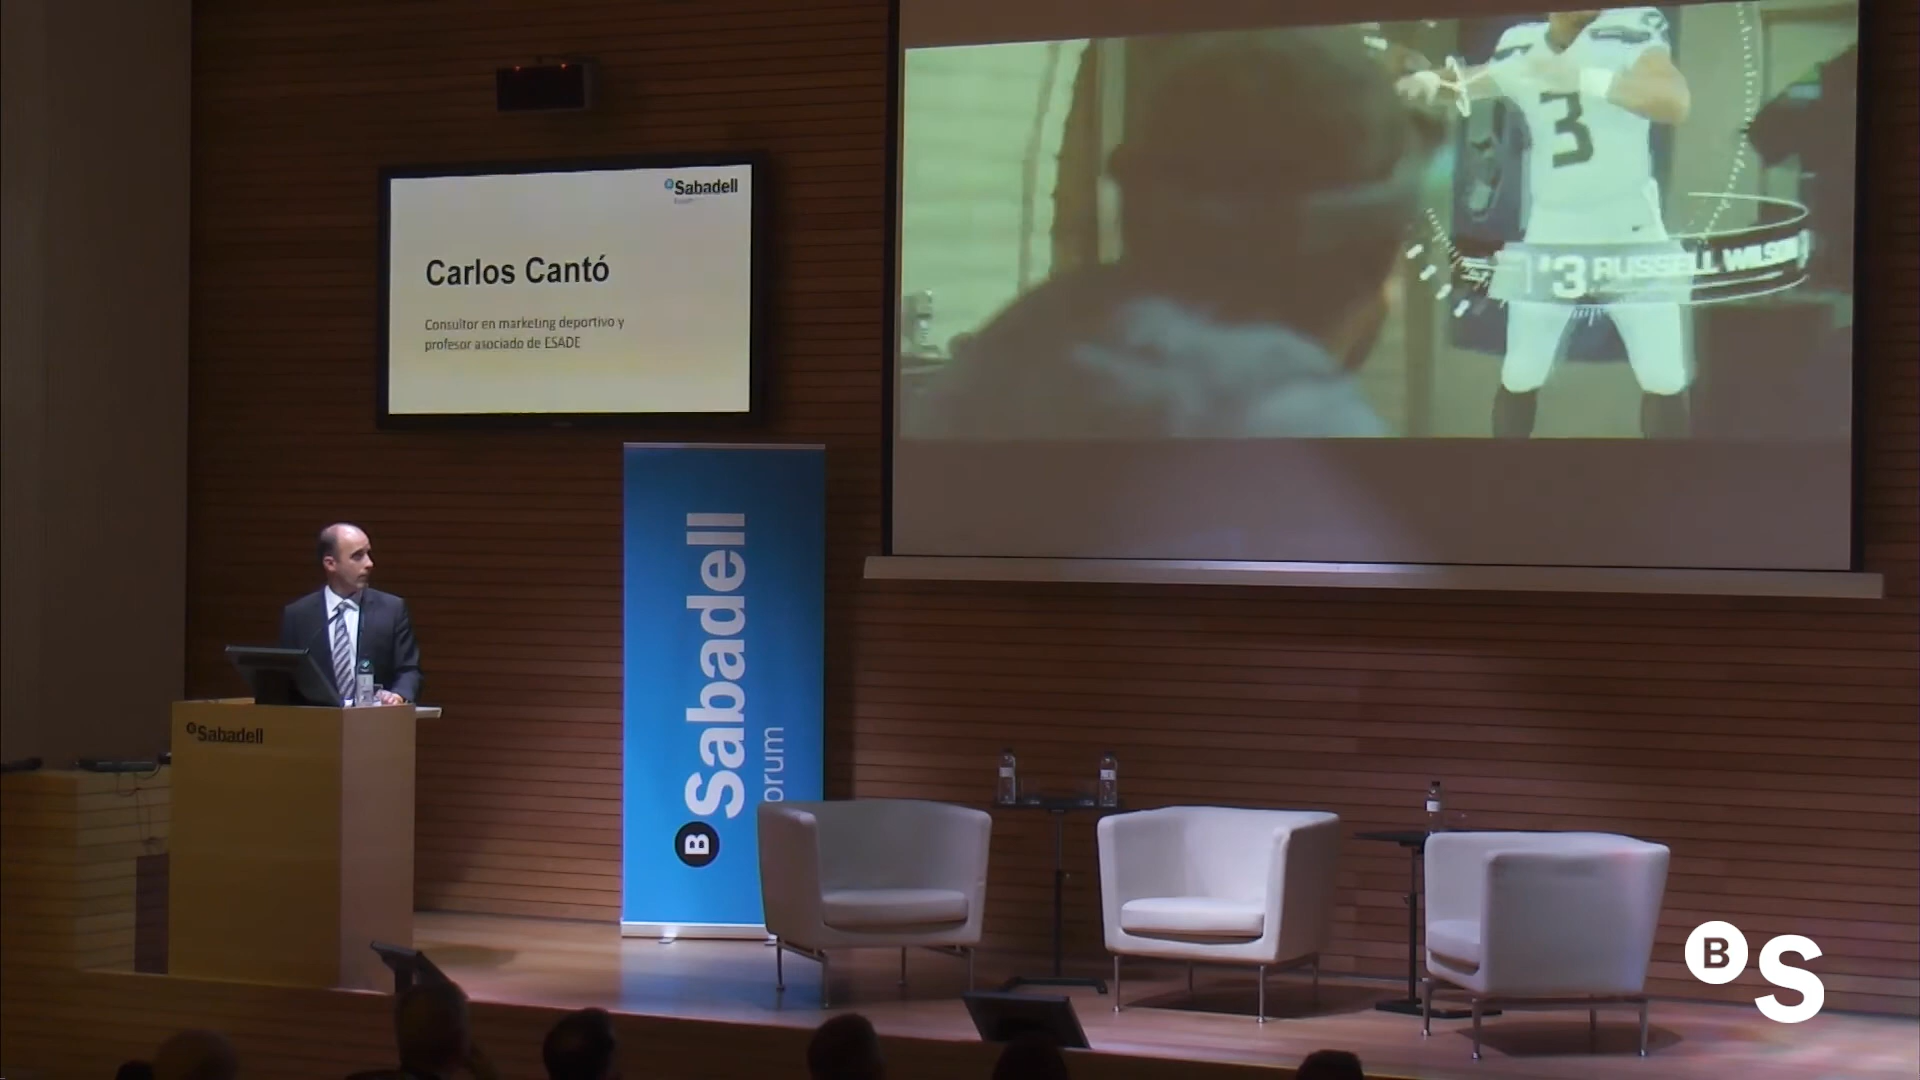 Sabadell
Carlos Cantó
Consultor en marketing deportivo y
profesor asociado de ESADE
3
#3 RUSSELL WILSON
B Sabadell
orum
Sabadell
B S